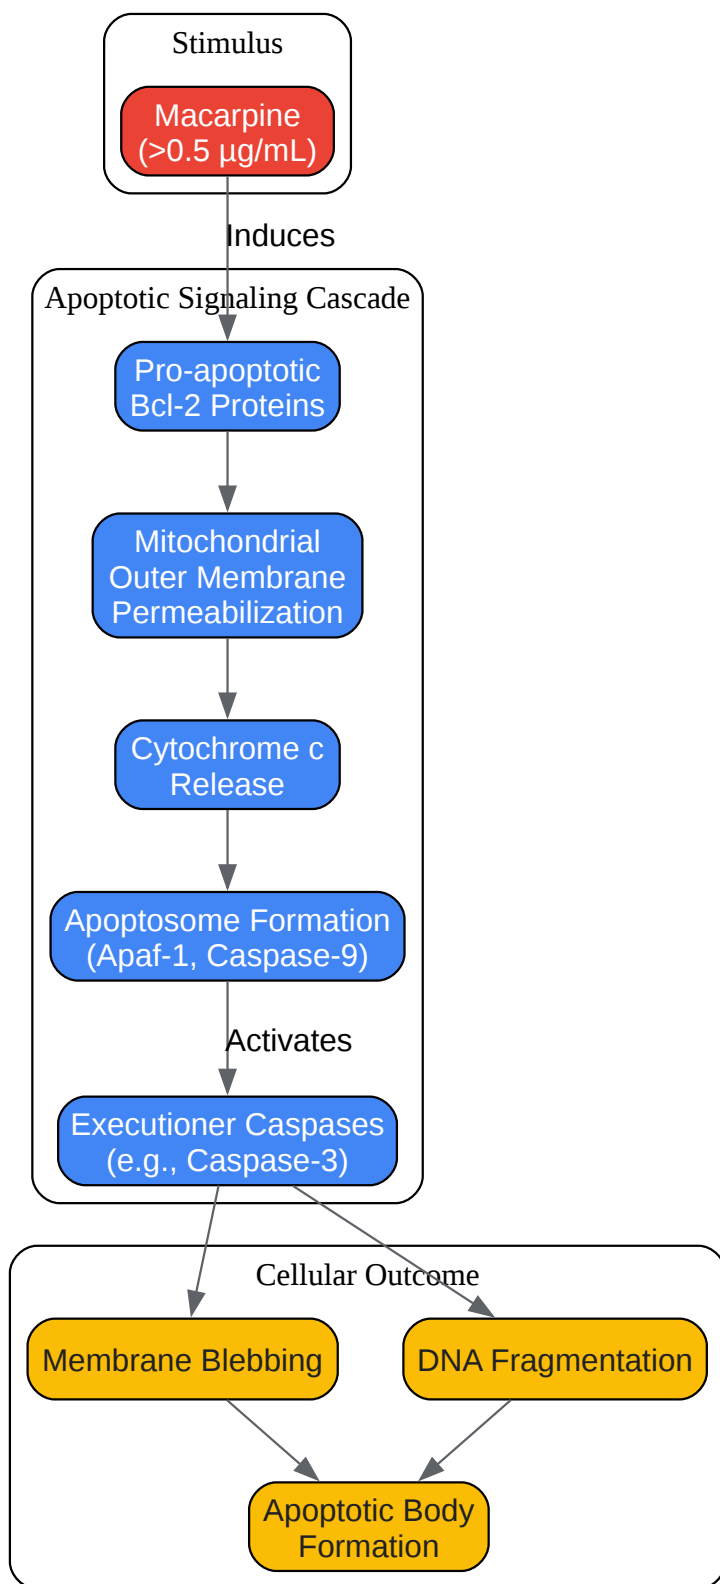 Stimulus
Macarpine
(>0.5 µg/mL)
Induces
Apoptotic Signaling Cascade
Pro-apoptotic
Bcl-2 Proteins
Mitochondrial
Outer Membrane
Permeabilization
Cytochrome c
Release
Apoptosome Formation
(Apaf-1, Caspase-9)
Activates
Executioner Caspases
(e.g., Caspase-3)
Cellular Outcome
Membrane Blebbing
DNA Fragmentation
Apoptotic Body
Formation